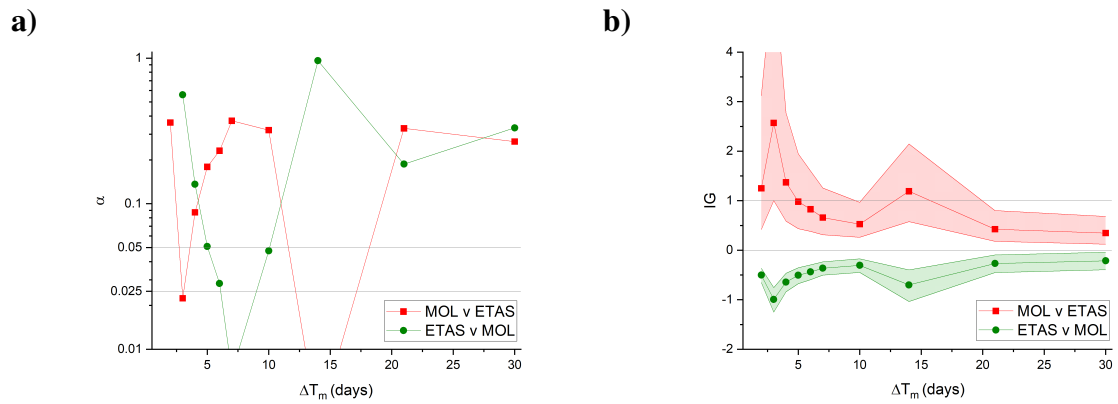 a)
1
0.1
0.05
0.025
0.01
α
5
10
15
20
25
30
ΔTm (days)
MOL v ETAS
ETAS v MOL
b)
4
3
2
1
0
-1
-2
IG
5
10
15
20
25
30
ΔTm (days)
MOL v ETAS
ETAS v MOL